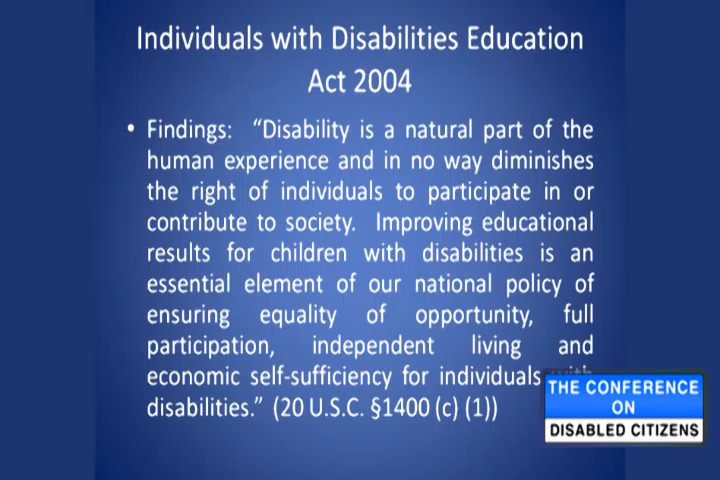 Individuals with Disabilities Education
Act 2004
• Findings: “Disability is a natural part of the
human experience and in no way diminishes
the right of individuals to participate in or
contribute to society. Improving educational
results for children with disabilities is an
essential element of our national policy of
ensuring equality of opportunity, full
participation, independent living and
economic self-sufficiency for individuals with
disabilities.” (20 U.S.C. §1400 (c) (1))
THE CONFERENCE
ON
DISABLED CITIZENS